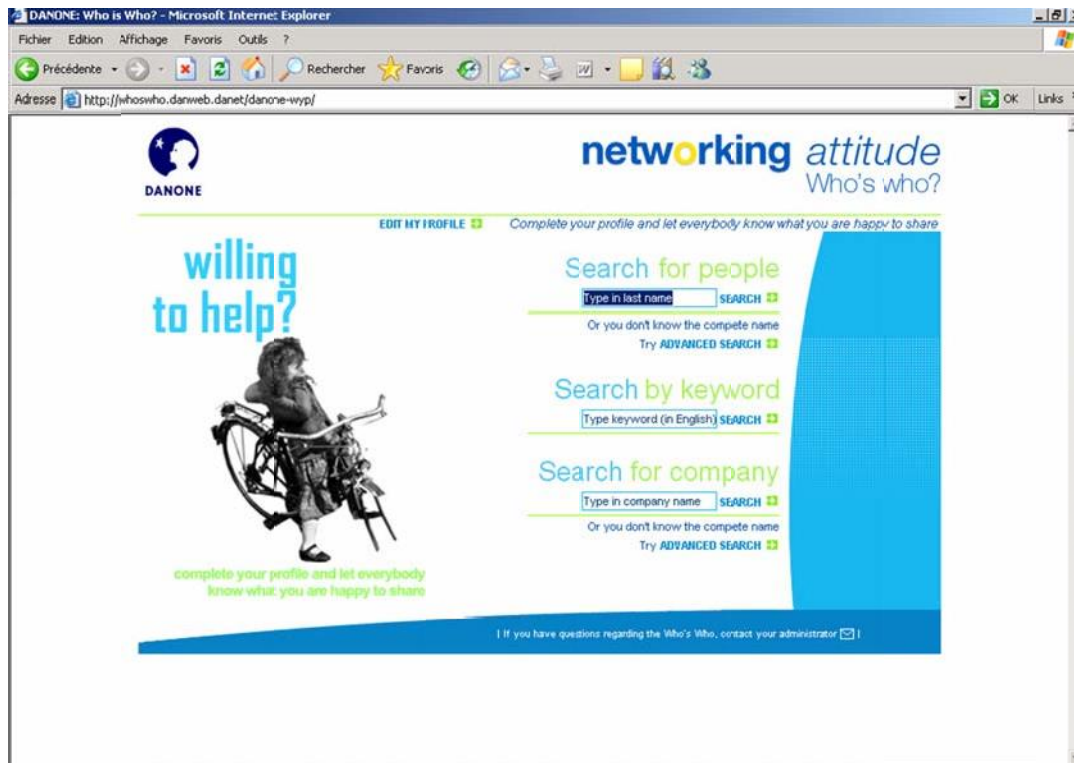 DANONE: Who is Who? - Microsoft Internet Explorer
Fichier Edition Affichage Favoris Outils ?
Précédente Rechercher Favoris
Adresse http://whoswho.danweb.danet/danone-wyp/ OK Links
DANONE
networking attitude
Who's who?
EDIT MY PROFILE Complete your profile and let everybody know what you are happy to share
willing
to help?
complete your profile and let everybody
know what you are happy to share
Search for people
Type in last name SEARCH
Or you don't know the compete name
Try ADVANCED SEARCH
Search by keyword
Type keyword (in English) SEARCH
Search for company
Type in company name SEARCH
Or you don't know the compete name
Try ADVANCED SEARCH
| If you have questions regarding the Who's Who, contact your administrator |